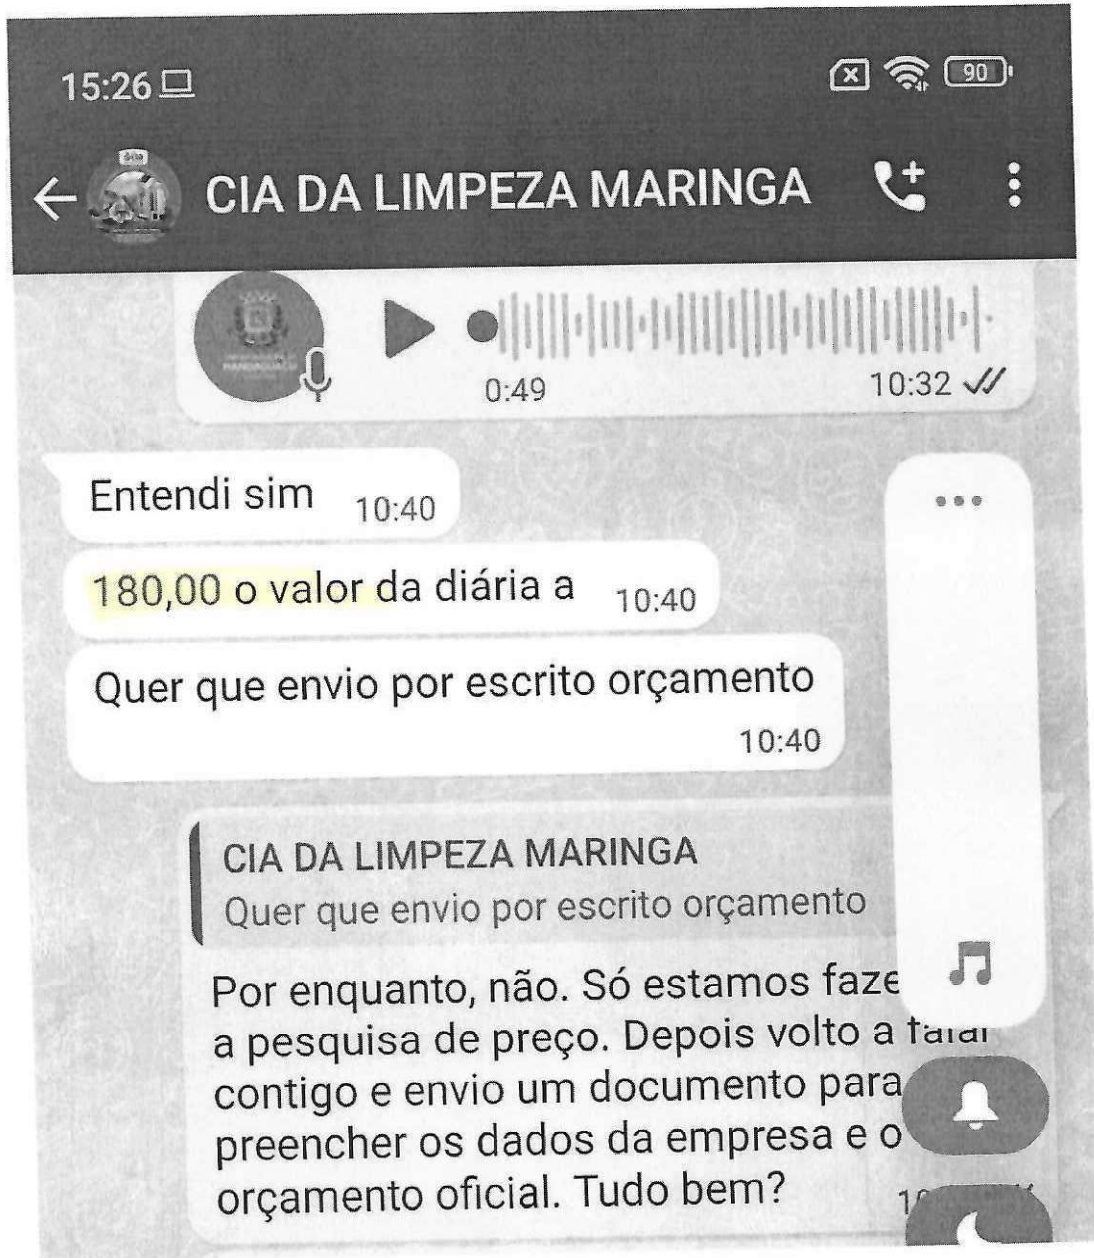 15:26
90
CIA DA LIMPEZA MARINGA
0:49
10:32
Entendi sim 10:40
180,00 o valor da diária a 10:40
Quer que envio por escrito orçamento
10:40
CIA DA LIMPEZA MARINGA
Quer que envio por escrito orçamento
Por enquanto, não. Só estamos faze
a pesquisa de preço. Depois volto a falar
contigo e envio um documento para
preencher os dados da empresa e o
orçamento oficial. Tudo bem?